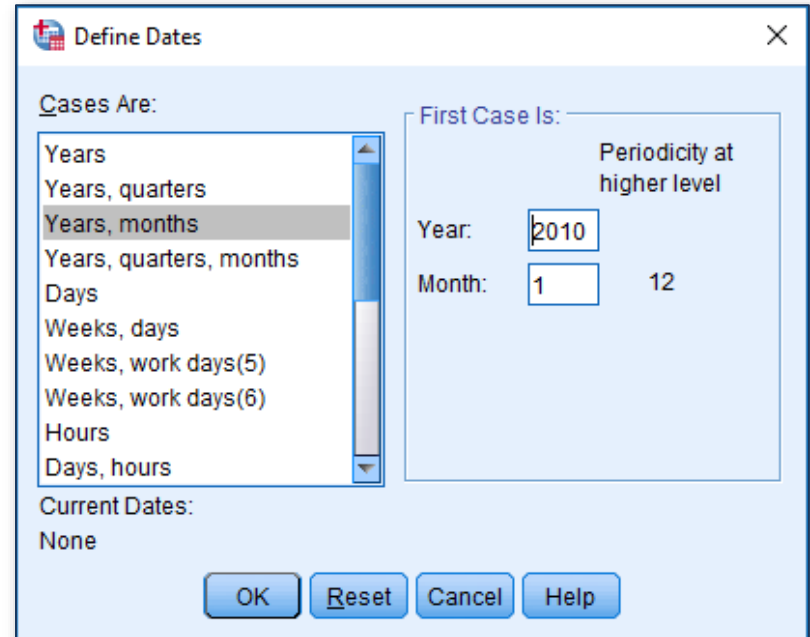 Define Dates
Cases Are:
Years
Years, quarters
Years, months
Years, quarters, months
Days
Weeks, days
Weeks, work days(5)
Weeks, work days(6)
Hours
Days, hours
Current Dates:
None
First Case Is:
Periodicity at
higher level
Year: 2010
Month: 1 12
OK Reset Cancel Help